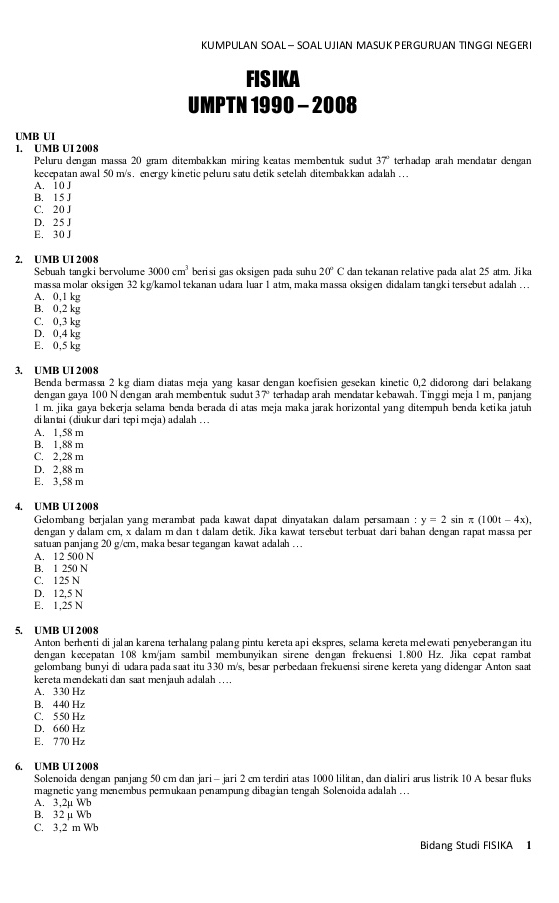 KUMPULAN SOAL – SOAL UJIAN MASUK PERGURUAN TINGGI NEGERI
FISIKA
UMPTN 1990 – 2008
UMB UI
1. UMB UI 2008
Peluru dengan massa 20 gram ditembakkan miring keatas membentuk sudut 37° terhadap arah mendatar dengan
kecepatan awal 50 m/s. energy kinetic peluru satu detik setelah ditembakkan adalah …
A. 10 J
B. 15 J
C. 20 J
D. 25 J
E. 30 J
2. UMB UI 2008
Sebuah tangki bervolume 3000 cm³ berisi gas oksigen pada suhu 20° C dan tekanan relative pada alat 25 atm. Jika
massa molar oksigen 32 kg/kamol tekanan udara luar 1 atm, maka massa oksigen didalam tangki tersebut adalah …
A. 0,1 kg
B. 0,2 kg
C. 0,3 kg
D. 0,4 kg
E. 0,5 kg
3. UMB UI 2008
Benda bermassa 2 kg diam diatas meja yang kasar dengan koefisien gesekan kinetic 0,2 didorong dari belakang
dengan gaya 100 N dengan arah membentuk sudut 37° terhadap arah mendatar kebawah. Tinggi meja 1 m, panjang
1 m. jika gaya bekerja selama benda berada di atas meja maka jarak horizontal yang ditempuh benda ketika jatuh
dilantai (diukur dari tepi meja) adalah …
A. 1,58 m
B. 1,88 m
C. 2,28 m
D. 2,88 m
E. 3,58 m
4. UMB UI 2008
Gelombang berjalan yang merambat pada kawat dapat dinyatakan dalam persamaan : y = 2 sin π (100t – 4x),
dengan y dalam cm, x dalam m dan t dalam detik. Jika kawat tersebut terbuat dari bahan dengan rapat massa per
satuan panjang 20 g/cm, maka besar tegangan kawat adalah …
A. 12 500 N
B. 1 250 N
C. 125 N
D. 12,5 N
E. 1,25 N
5. UMB UI 2008
Anton berhenti di jalan karena terhalang palang pintu kereta api ekspres, selama kereta melewati penyeberangan itu
dengan kecepatan 108 km/jam sambil membunyikan sirene dengan frekuensi 1.800 Hz. Jika cepat rambat
gelombang bunyi di udara pada saat itu 330 m/s, besar perbedaan frekuensi sirene kereta yang didengar Anton saat
kereta mendekati dan saat menjauh adalah ….
A. 330 Hz
B. 440 Hz
C. 550 Hz
D. 660 Hz
E. 770 Hz
6. UMB UI 2008
Solenoida dengan panjang 50 cm dan jari – jari 2 cm terdiri atas 1000 lilitan, dan dialiri arus listrik 10 A besar fluks
magnetic yang menembus permukaan penampung dibagian tengah Solenoida adalah …
A. 3,2μ Wb
B. 32 μ Wb
C. 3,2 m Wb
Bidang Studi FISIKA 1